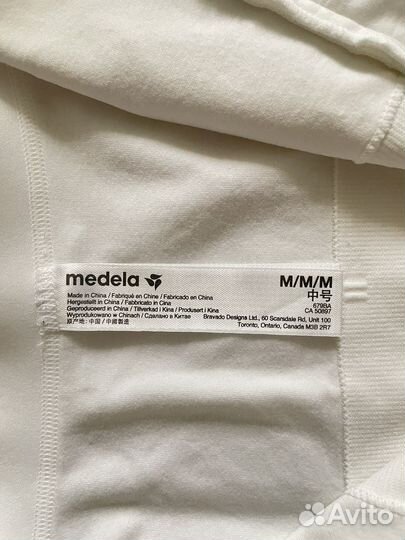 medela
M/M/M
中号
679BA
CA 50897
Made in China / Fabriqué en Chine / Fabricado en China
Hergestellt in China / Fabbricato in Cina
Geproduceerd in China / Tillverkad i Kina / Produsert i Kina
Wyprodukowano w Chinach / Сделано в Китае
原产地: 中国 / 中國製造
Bravado Designs Ltd., 60 Scarsdale Rd, Unit 100
Toronto, Ontario, Canada M3B 2R7
Avito